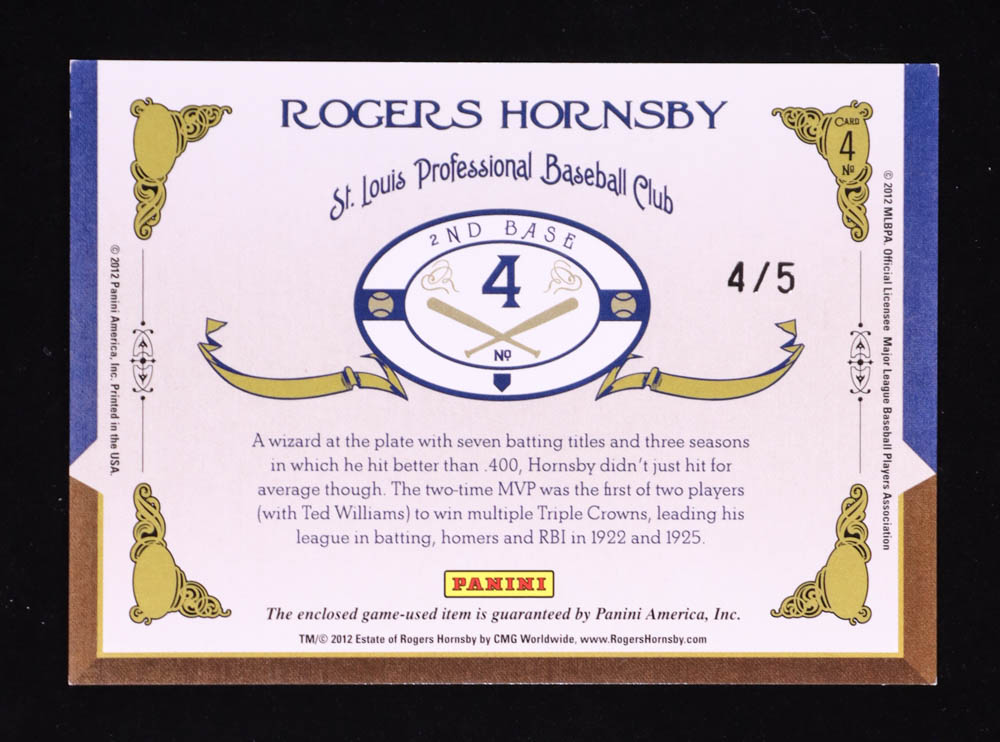 ROGERS HORNSBY
St. Louis Professional Baseball Club
CARD
4
No
2ND BASE
4
No
4/5
A wizard at the plate with seven batting titles and three seasons
in which he hit better than .400, Hornsby didn't just hit for
average though. The two-time MVP was the first of two players
(with Ted Williams) to win multiple Triple Crowns, leading his
league in batting, homers and RBI in 1922 and 1925.
PANINI
The enclosed game-used item is guaranteed by Panini America, Inc.
TM/© 2012 Estate of Rogers Hornsby by CMG Worldwide, www.RogersHornsby.com
© 2012 Panini America, Inc. Printed in the USA.
© 2012 MLBPA. Official Licensee Major League Baseball Players Association